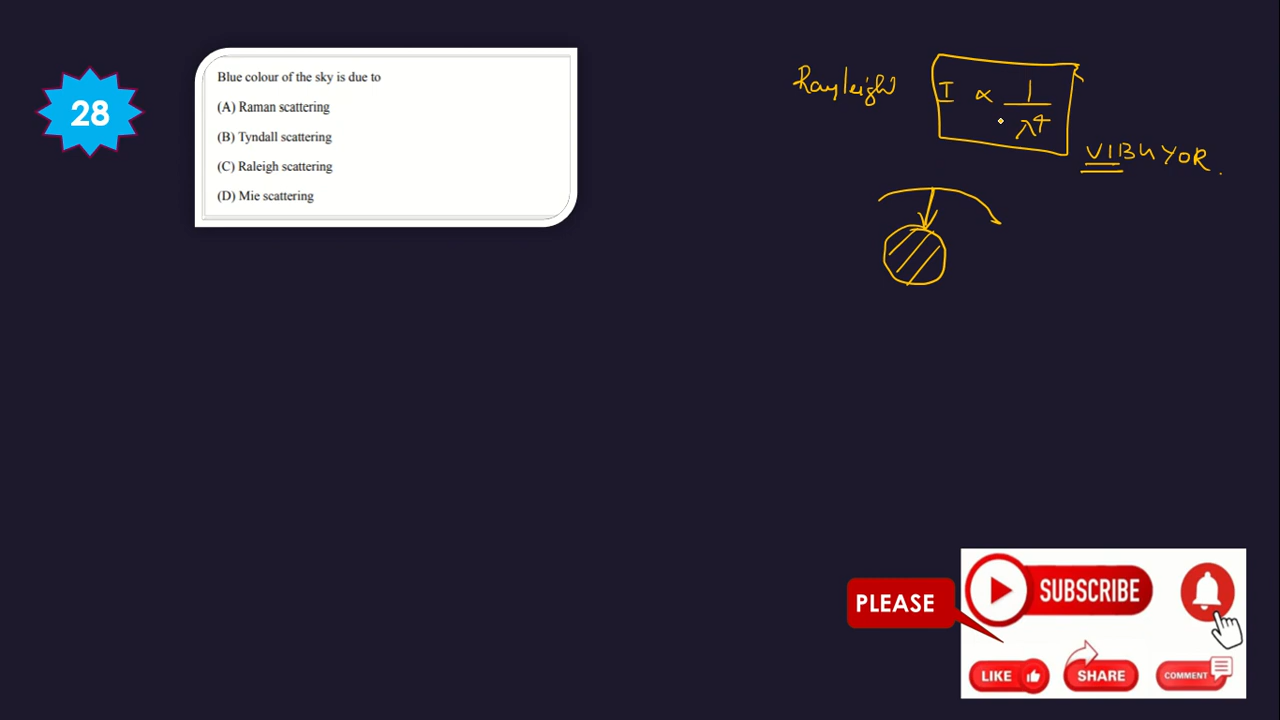 28
Blue colour of the sky is due to
(A) Raman scattering
(B) Tyndall scattering
(C) Raleigh scattering
(D) Mie scattering
Rayleigh
I ∝ 1/λ⁴
VIBGYOR.
PLEASE
SUBSCRIBE
LIKE
SHARE
COMMENT